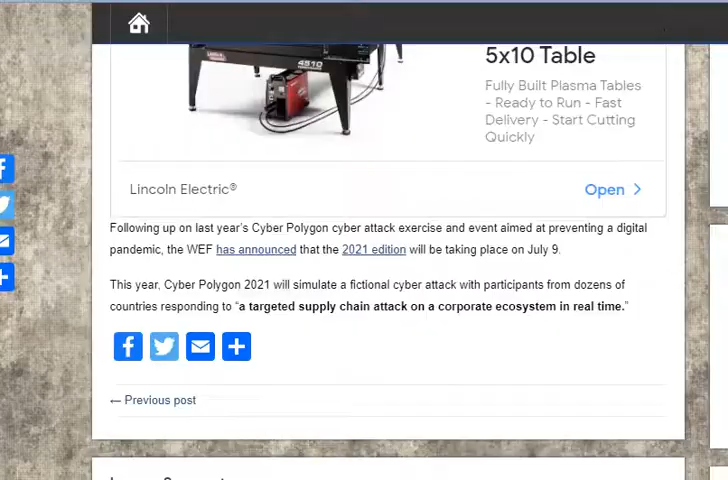 5x10 Table
Fully Built Plasma Tables
- Ready to Run - Fast
Delivery - Start Cutting
Quickly
4510
Lincoln Electric®
Open
Following up on last year's Cyber Polygon cyber attack exercise and event aimed at preventing a digital
pandemic, the WEF has announced that the 2021 edition will be taking place on July 9.
This year, Cyber Polygon 2021 will simulate a fictional cyber attack with participants from dozens of
countries responding to “a targeted supply chain attack on a corporate ecosystem in real time.”
← Previous post